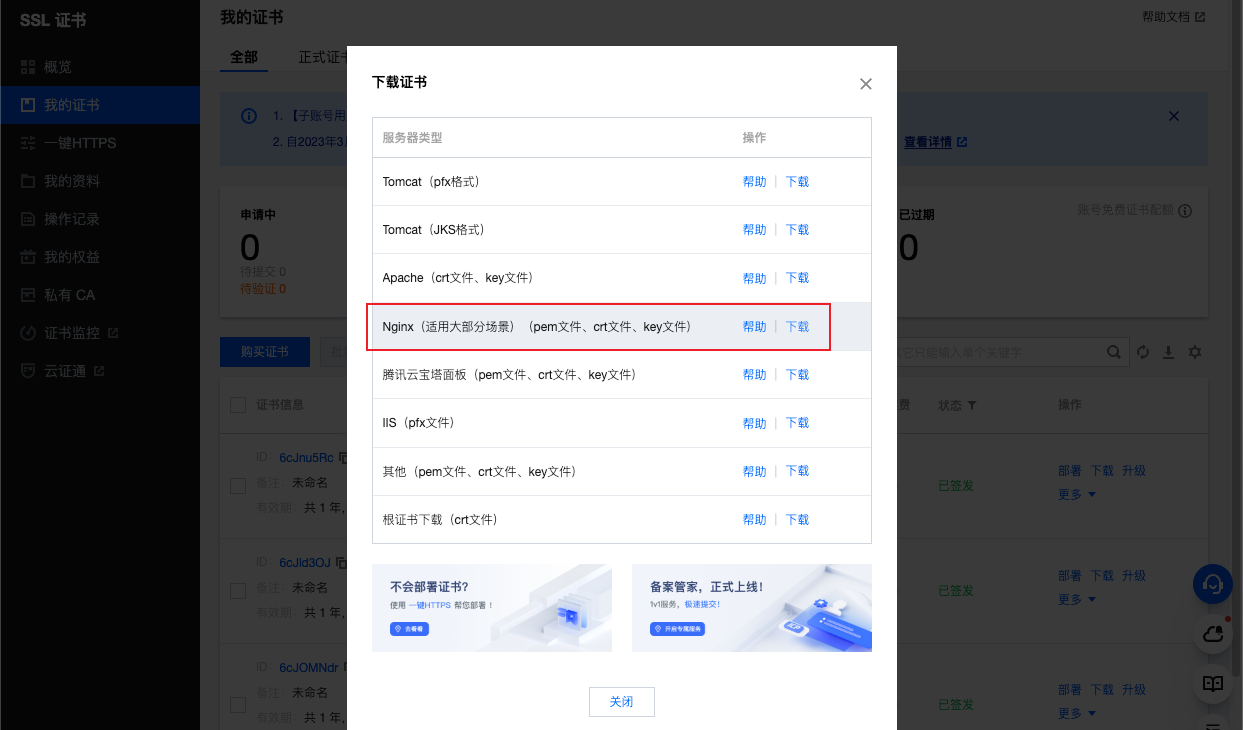 SSL 证书
概览
我的证书
一键HTTPS
我的资料
操作记录
我的权益
私有 CA
证书监控
云证通
我的证书
帮助文档
全部
正式证书
1. 【子账号用
2. 自2023年3月
查看详情
申请中
0
待提交 0
待验证 0
已过期
0
账号免费证书配额
购买证书
只能输入单个关键字
证书信息
状态
操作
ID: 6cJnu5Rc
备注: 未命名
有效期: 共 1 年,
已签发
部署 下载 升级
更多
ID: 6cJld3OJ
备注: 未命名
有效期: 共 1 年,
已签发
部署 下载 升级
更多
ID: 6cJOMNdr
备注: 未命名
有效期: 共 1 年,
已签发
部署 下载 升级
更多
下载证书
服务器类型 操作
Tomcat（pfx格式） 帮助 | 下载
Tomcat（JKS格式） 帮助 | 下载
Apache（crt文件、key文件） 帮助 | 下载
Nginx（适用大部分场景）（pem文件、crt文件、key文件） 帮助 | 下载
腾讯云宝塔面板（pem文件、crt文件、key文件） 帮助 | 下载
IIS（pfx文件） 帮助 | 下载
其他（pem文件、crt文件、key文件） 帮助 | 下载
根证书下载（crt文件） 帮助 | 下载
不会部署证书?
使用 一键HTTPS 帮您部署！
去看看
备案管家，正式上线!
1v1服务，极速提交!
开启专属服务
ICP
关闭